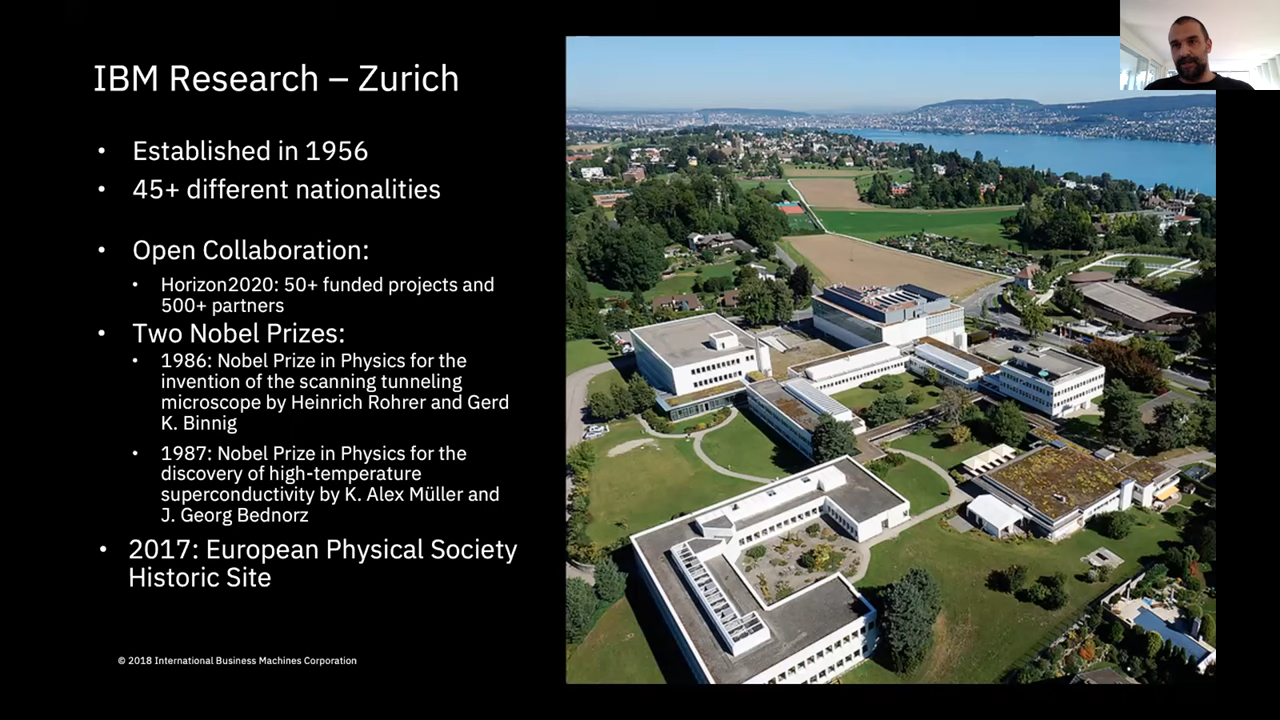 IBM Research – Zurich
• Established in 1956
• 45+ different nationalities
• Open Collaboration:
• Horizon2020: 50+ funded projects and
500+ partners
• Two Nobel Prizes:
• 1986: Nobel Prize in Physics for the
invention of the scanning tunneling
microscope by Heinrich Rohrer and Gerd
K. Binnig
• 1987: Nobel Prize in Physics for the
discovery of high-temperature
superconductivity by K. Alex Müller and
J. Georg Bednorz
• 2017: European Physical Society
Historic Site
© 2018 International Business Machines Corporation